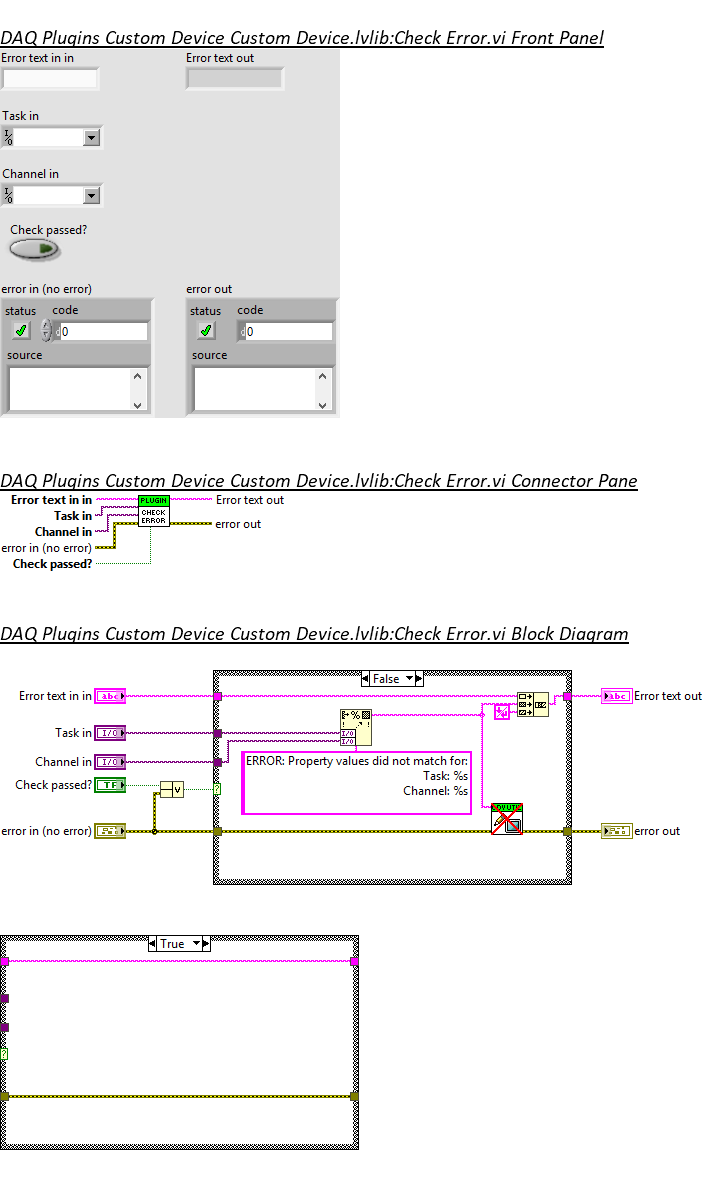 DAQ Plugins Custom Device Custom Device.lvlib:Check Error.vi Front Panel
Error text in in
Error text out
Task in
I/O
Channel in
I/O
Check passed?
error in (no error)
error out
status code
0
source
status code
0
source
DAQ Plugins Custom Device Custom Device.lvlib:Check Error.vi Connector Pane
Error text in in
Task in
Channel in
error in (no error)
Check passed?
PLUGIN
CHECK
ERROR
Error text out
error out
DAQ Plugins Custom Device Custom Device.lvlib:Check Error.vi Block Diagram
False
Error text in in
abc
abc
Error text out
Task in
I/O
%
I/O
I/O
Channel in
I/O
ERROR: Property values did not match for:
Task: %s
Channel: %s
Check passed?
TF
V
?
error in (no error)
error out
True
?